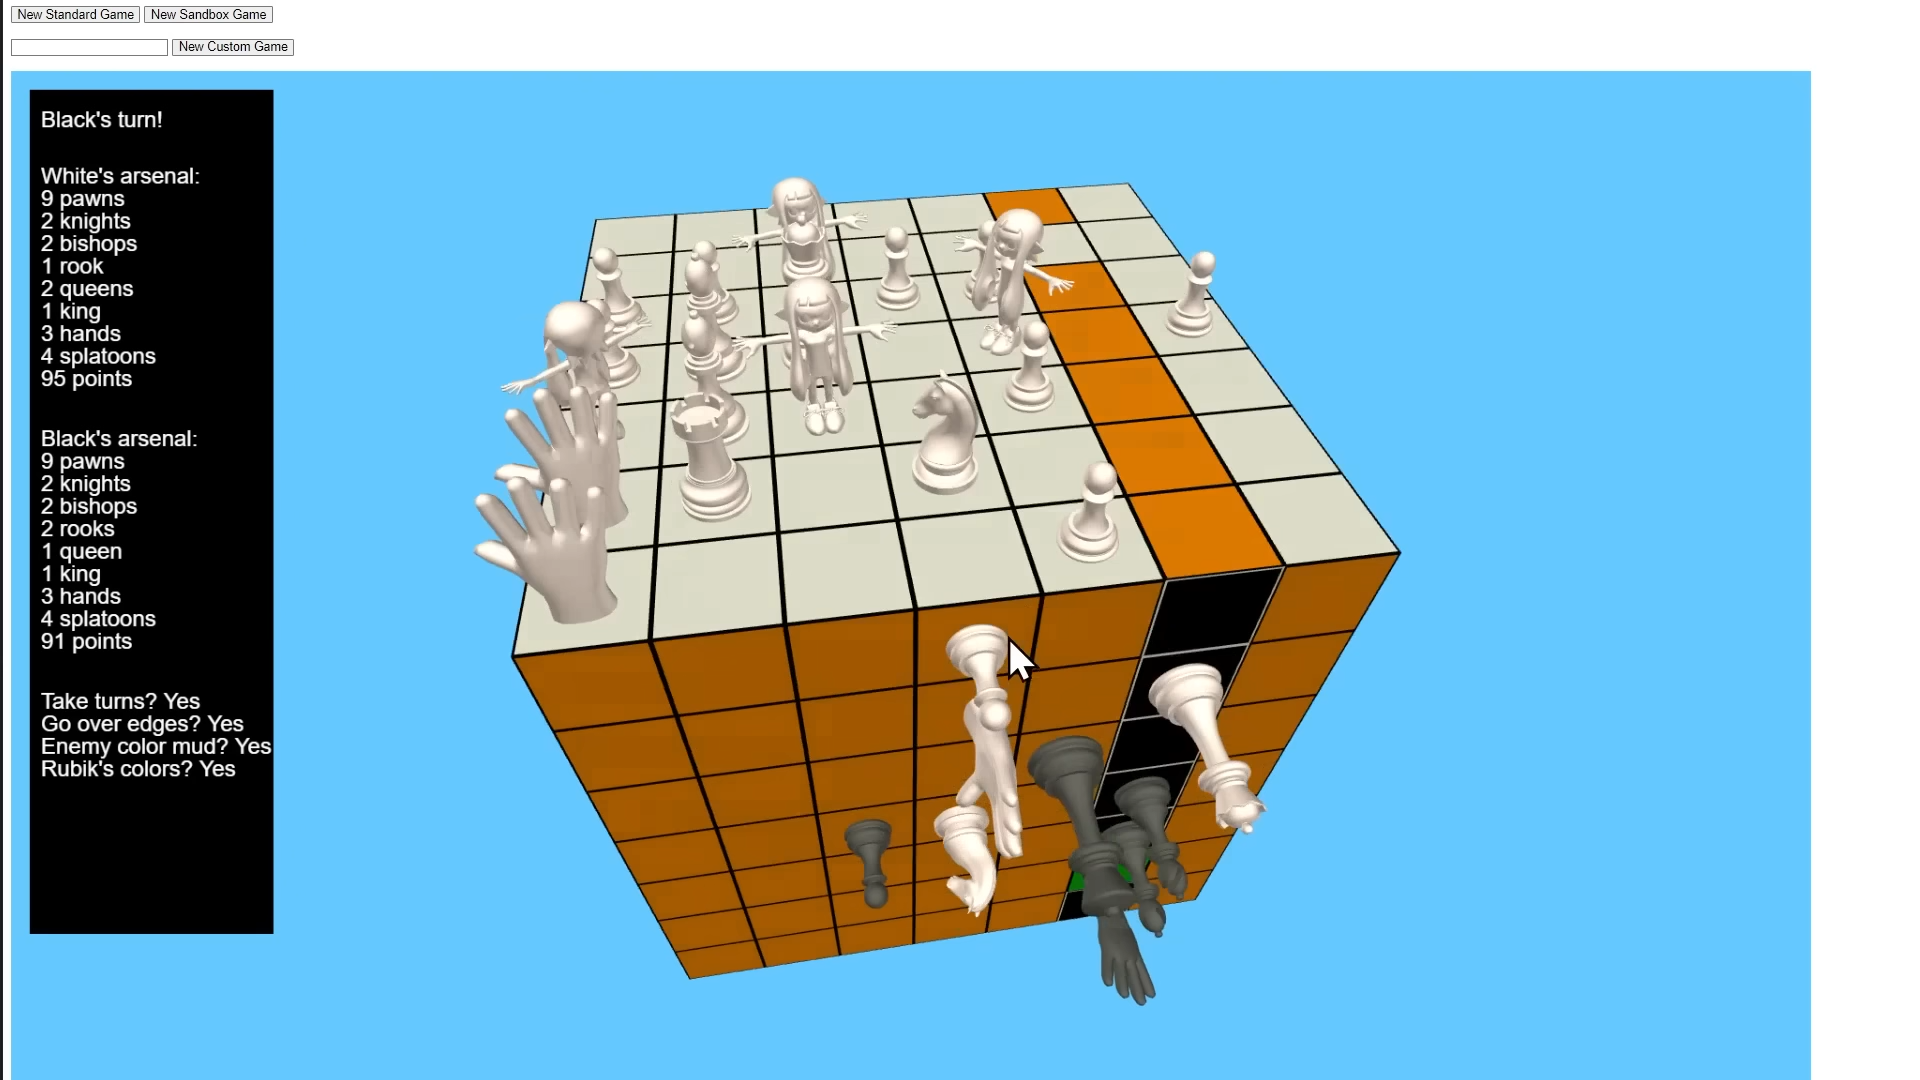 New Standard Game New Sandbox Game
New Custom Game
Black's turn!
White's arsenal:
9 pawns
2 knights
2 bishops
1 rook
2 queens
1 king
3 hands
4 splatoons
95 points
Black's arsenal:
9 pawns
2 knights
2 bishops
2 rooks
1 queen
1 king
3 hands
4 splatoons
91 points
Take turns? Yes
Go over edges? Yes
Enemy color mud? Yes
Rubik's colors? Yes